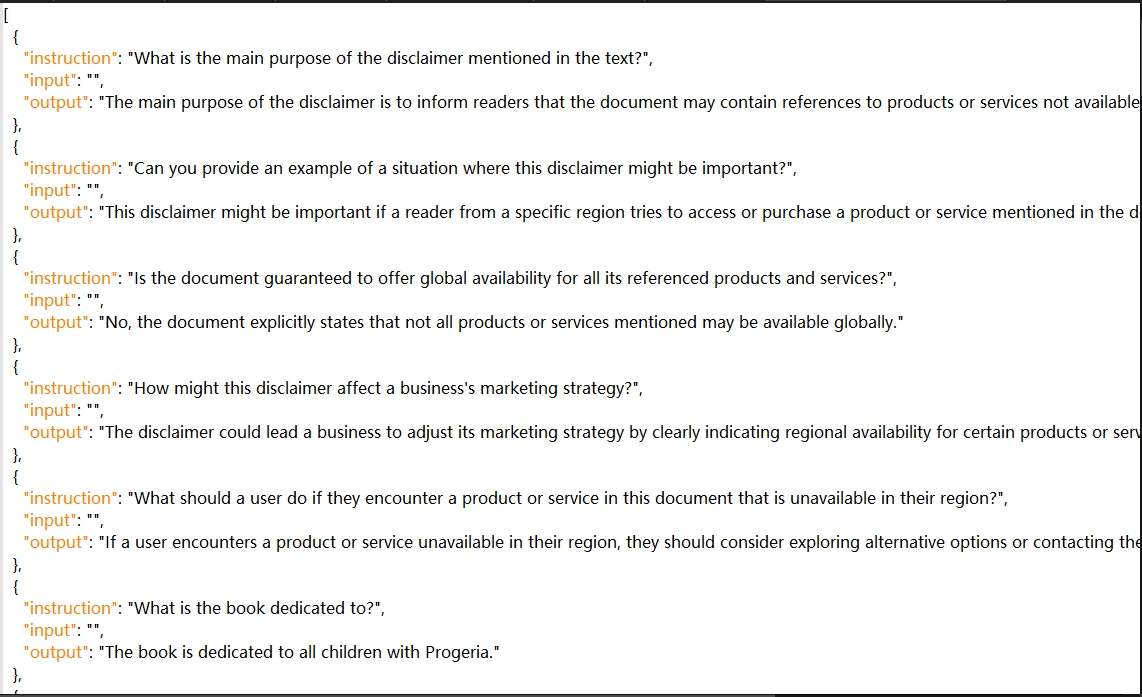 [
{
"instruction": "What is the main purpose of the disclaimer mentioned in the text?",
"input": "",
"output": "The main purpose of the disclaimer is to inform readers that the document may contain references to products or services not available
},
{
"instruction": "Can you provide an example of a situation where this disclaimer might be important?",
"input": "",
"output": "This disclaimer might be important if a reader from a specific region tries to access or purchase a product or service mentioned in the d
},
{
"instruction": "Is the document guaranteed to offer global availability for all its referenced products and services?",
"input": "",
"output": "No, the document explicitly states that not all products or services mentioned may be available globally."
},
{
"instruction": "How might this disclaimer affect a business's marketing strategy?",
"input": "",
"output": "The disclaimer could lead a business to adjust its marketing strategy by clearly indicating regional availability for certain products or serv
},
{
"instruction": "What should a user do if they encounter a product or service in this document that is unavailable in their region?",
"input": "",
"output": "If a user encounters a product or service unavailable in their region, they should consider exploring alternative options or contacting the
},
{
"instruction": "What is the book dedicated to?",
"input": "",
"output": "The book is dedicated to all children with Progeria."
},